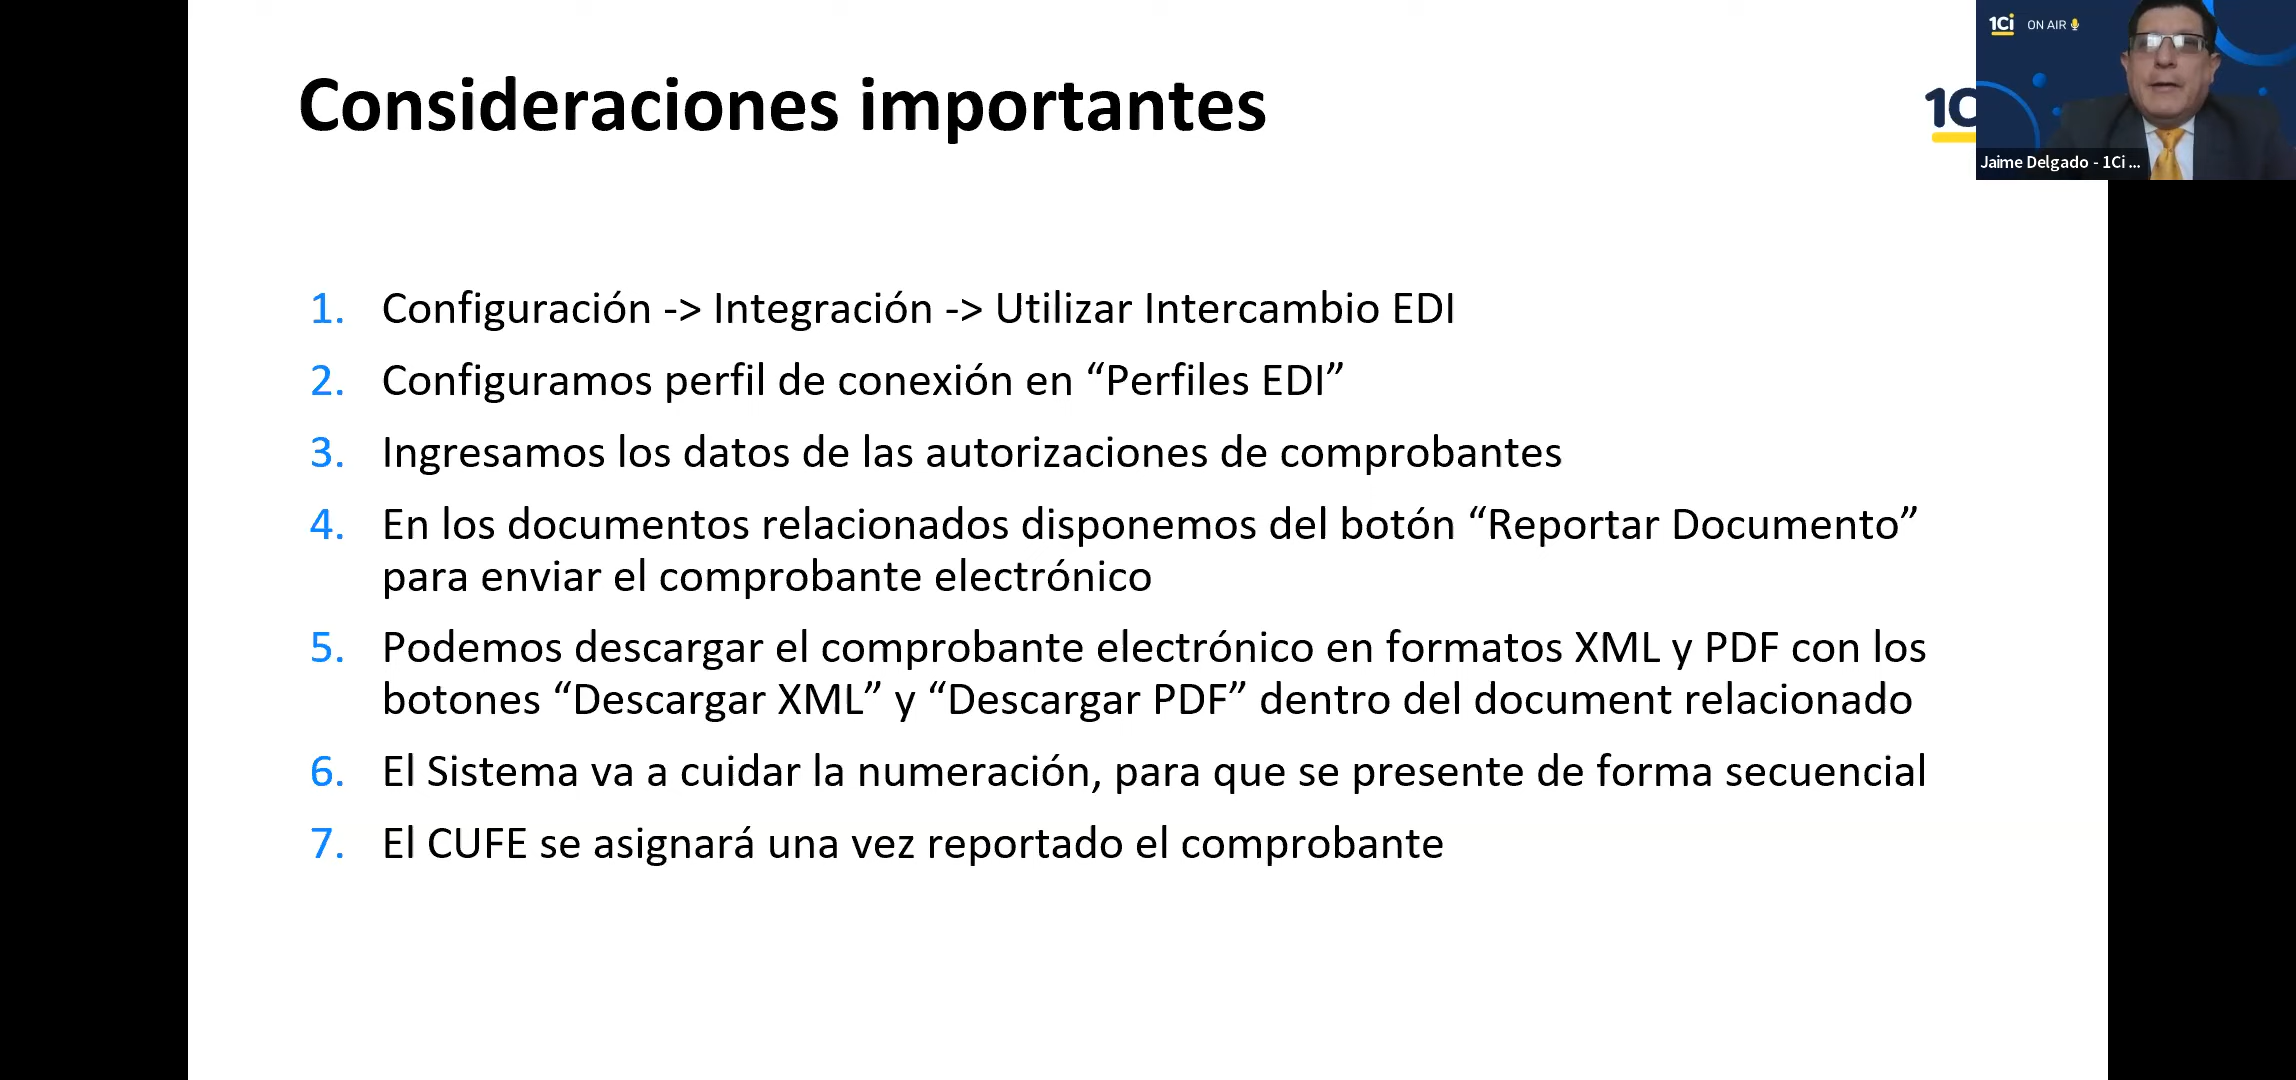 1Ci ON AIR
Consideraciones importantes
1C
Jaime Delgado - 1Ci ...
1. Configuración -> Integración -> Utilizar Intercambio EDI
2. Configuramos perfil de conexión en “Perfiles EDI”
3. Ingresamos los datos de las autorizaciones de comprobantes
4. En los documentos relacionados disponemos del botón “Reportar Documento”
para enviar el comprobante electrónico
5. Podemos descargar el comprobante electrónico en formatos XML y PDF con los
botones “Descargar XML” y “Descargar PDF” dentro del document relacionado
6. El Sistema va a cuidar la numeración, para que se presente de forma secuencial
7. El CUFE se asignará una vez reportado el comprobante